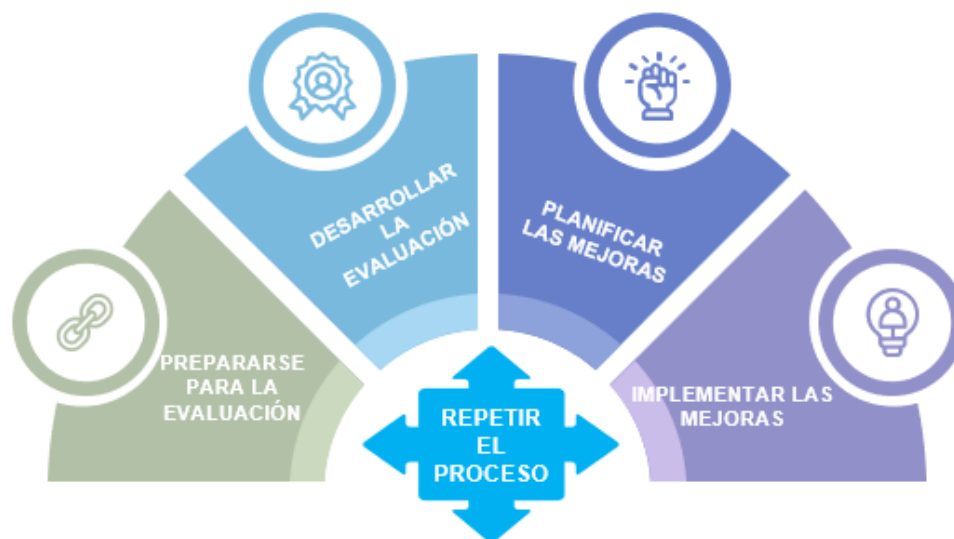 PREPARARSE
PARA LA
EVALUACIÓN
DESARROLLAR
LA
EVALUACIÓN
PLANIFICAR
LAS MEJORAS
IMPLEMENTAR LAS
MEJORAS
REPETIR
EL
PROCESO